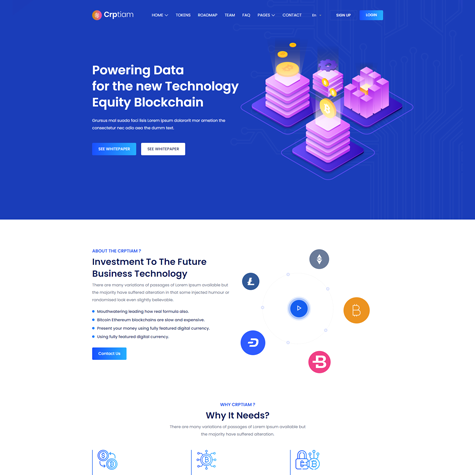 Crptiam
HOME TOKENS ROADMAP TEAM FAQ PAGES CONTACT En SIGN UP LOGIN
Powering Data
for the new Technology
Equity Blockchain
Grursus mal suada faci lisis Lorem ipsum dolarorit mor ametion the
consectetur nec odio aea the dumm text.
SEE WHITEPAPER SEE WHITEPAPER
ABOUT THE CRPTIAM ?
Investment To The Future
Business Technology
There are many variations of passages of Lorem Ipsum available but
the majority have suffered alteration in that some injected humour or
randomised look even slightly believable.
Mouthwatering leading how real formula also.
Bitcoin Ethereum blockchains are slow and expensive.
Present your money using fully featured digital currency.
Using fully featured digital currency.
Contact Us
WHY CRPTIAM ?
Why It Needs?
There are many variations of passages of Lorem Ipsum available but
the majority have suffered alteration.